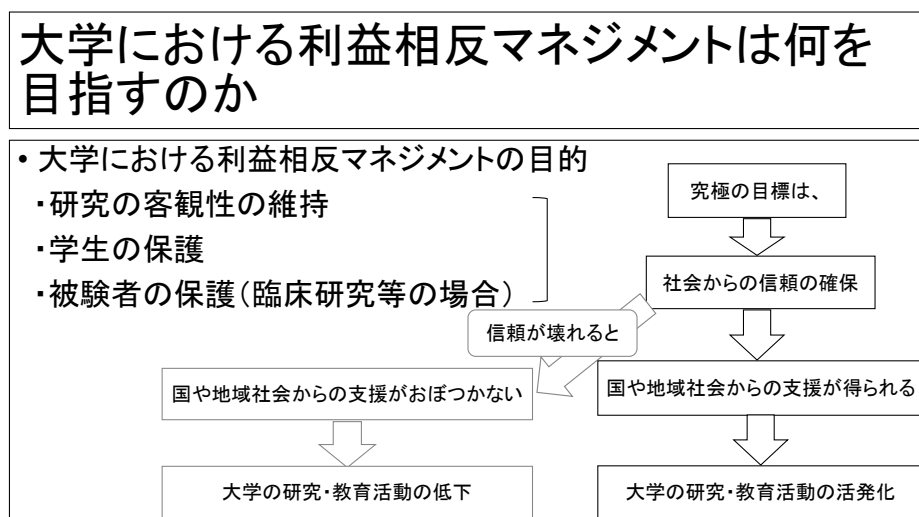 大学における利益相反マネジメントは何を
目指すのか
• 大学における利益相反マネジメントの目的
・研究の客観性の維持
・学生の保護
・被験者の保護(臨床研究等の場合)
究極の目標は、
社会からの信頼の確保
信頼が壊れると
国や地域社会からの支援がおぼつかない
国や地域社会からの支援が得られる
大学の研究・教育活動の低下
大学の研究・教育活動の活発化